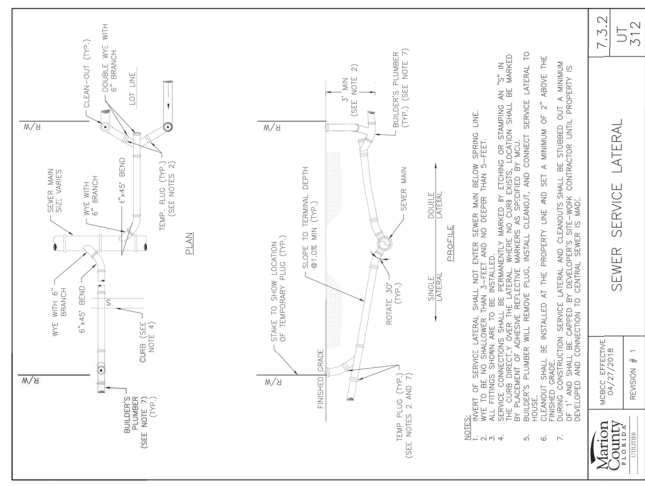 R/W
R/W
SEWER MAIN
SIZE VARIES
CLEAN-OUT (TYP.)
DOUBLE WYE WITH
6" BRANCH
WYE WITH 6"
BRANCH
6"x45° BEND
WYE WITH
6" BRANCH
6"x45° BEND
LOT LINE
S
CURB (SEE
NOTE 4)
TEMP. PLUG (TYP.)
(SEE NOTES 2)
BUILDER'S
PLUMBER
(SEE NOTE 7)
(TYP.)
PLAN
R/W
R/W
STAKE TO SHOW LOCATION
OF TEMPORARY PLUG (TYP.)
FINISHED GRADE
SLOPE TO TERMINAL DEPTH
@1.0% MIN (TYP.)
3' MIN
(SEE NOTE 2)
BUILDER'S PLUMBER
(TYP.) (SEE NOTE 7)
SEWER MAIN
ROTATE 30°
(TYP.)
TEMP PLUG (TYP.)
(SEE NOTES 2 AND 7)
SINGLE
LATERAL
DOUBLE
LATERAL
PROFILE
NOTES:
1. INVERT OF SERVICE LATERAL SHALL NOT ENTER SEWER MAIN BELOW SPRING LINE.
2. WYE TO BE NO SHALLOWER THAN 3-FEET AND NO DEEPER THAN 5-FEET.
3. ALL FITTINGS SHOWN ARE TO BE INSTALLED.
4. SERVICE CONNECTIONS SHALL BE PERMANENTLY MARKED BY ETCHING OR STAMPING AN "S" IN
THE CURB DIRECTLY OVER THE LATERAL. WHERE NO CURB EXISTS, LOCATION SHALL BE MARKED
BY PLACEMENT OF ADHESIVE REFLECTIVE MARKERS AS SPECIFIED BY MCU.
5. BUILDER'S PLUMBER WILL REMOVE PLUG, INSTALL CLEANOUT, AND CONNECT SERVICE LATERAL TO
HOUSE.
6. CLEANOUT SHALL BE INSTALLED AT THE PROPERTY LINE AND SET A MINIMUM OF 2" ABOVE THE
FINISHED GRADE.
7. DURING CONSTRUCTION SERVICE LATERAL AND CLEANOUTS SHALL BE STUBBED OUT A MINIMUM
OF 1' AND SHALL BE CAPPED BY DEVELOPER'S SITE-WORK CONTRACTOR UNTIL PROPERTY IS
DEVELOPED AND CONNECTION TO CENTRAL SEWER IS MADE.
Marion
County
FLORIDA
UTILITIES
MCBCC EFFECTIVE
04/27/2018
REVISION # 1
SEWER SERVICE LATERAL
7.3.2
UT
312